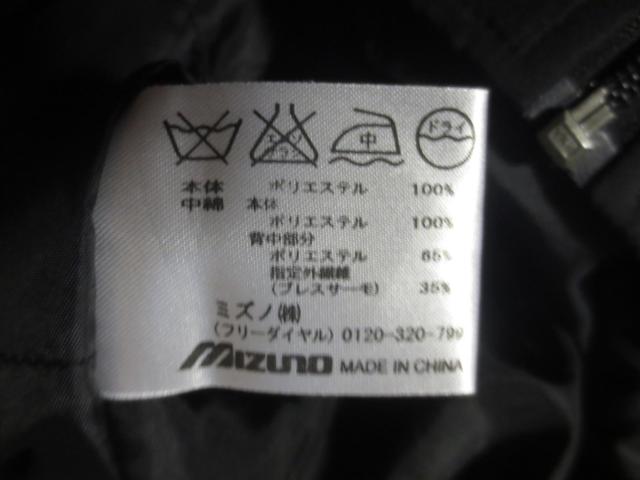 エンソ サラシ 中 ドライ
本体 ポリエステル 100%
中綿 本体
ポリエステル 100%
背中部分
ポリエステル 65%
指定外繊維
(ブレスサーモ) 35%
ミズノ(株)
(フリーダイヤル) 0120-320-799
MIZUNO MADE IN CHINA